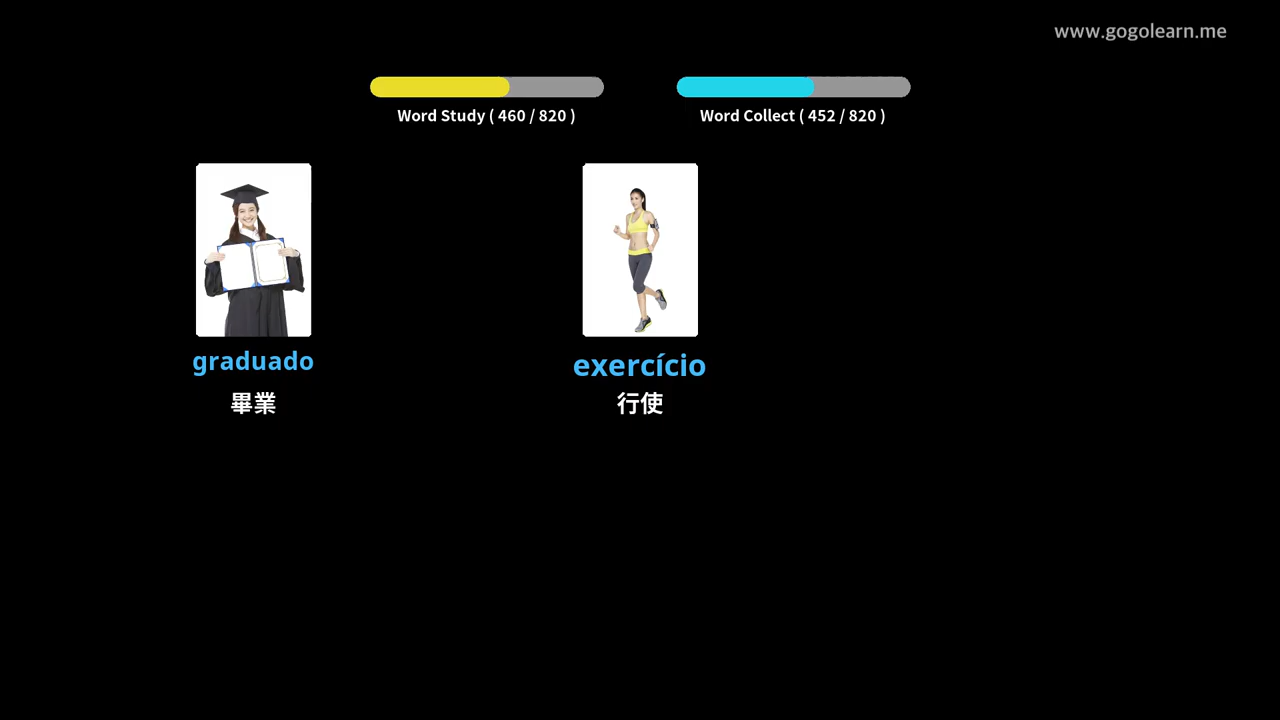 www.gogolearn.me
Word Study ( 460 / 820 )
Word Collect ( 452 / 820 )
graduado
畢業
exercício
行使